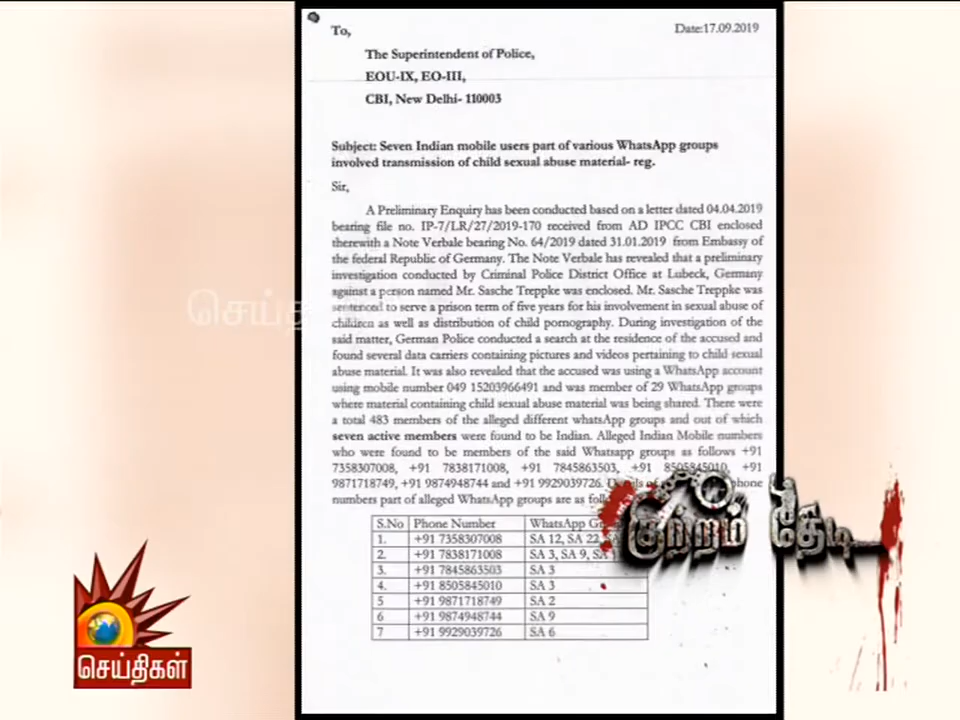 To,
Date:17.09.2019
The Superintendent of Police,
EOU-IX, EO-III,
CBI, New Delhi- 110003
Subject: Seven Indian mobile users part of various WhatsApp groups
involved transmission of child sexual abuse material- reg.
Sir,
A Preliminary Enquiry has been conducted based on a letter dated 04.04.2019
bearing file no. IP-7/LR/27/2019-170 received from AD IPCC CBI enclosed
therewith a Note Verbale bearing No. 64/2019 dated 31.01.2019 from Embassy of
the federal Republic of Germany. The Note Verbale has revealed that a preliminary
investigation conducted by Criminal Police District Office at Lubeck, Germany
against a person named Mr. Sasche Treppke was enclosed. Mr. Sasche Treppke was
sentenced to serve a prison term of five years for his involvement in sexual abuse of
children as well as distribution of child pornography. During investigation of the
said matter, German Police conducted a search at the residence of the accused and
found several data carriers containing pictures and videos pertaining to child sexual
abuse material. It was also revealed that the accused was using a WhatsApp account
using mobile number 049 15203966491 and was member of 29 WhatsApp groups
where material containing child sexual abuse material was being shared. There were
a total 483 members of the alleged different whatsApp groups and out of which
seven active members were found to be Indian. Alleged Indian Mobile numbers
who were found to be members of the said Whatsapp groups as follows +91
7358307008, +91 7838171008, +91 7845863503, +91 8505845010, +91
9871718749, +91 9874948744 and +91 9929039726. of phone
numbers part of alleged WhatsApp groups are as
S.No Phone Number WhatsApp
1. +91 7358307008 SA 12, SA 22,
2. +91 7838171008 SA 3, SA 9,
3. +91 7845863503 SA 3
4. +91 8505845010 SA 3
5 +91 9871718749 SA 2
6 +91 9874948744 SA 9
7 +91 9929039726 SA 6
குற்றம் தேடி...
செய்திகள்